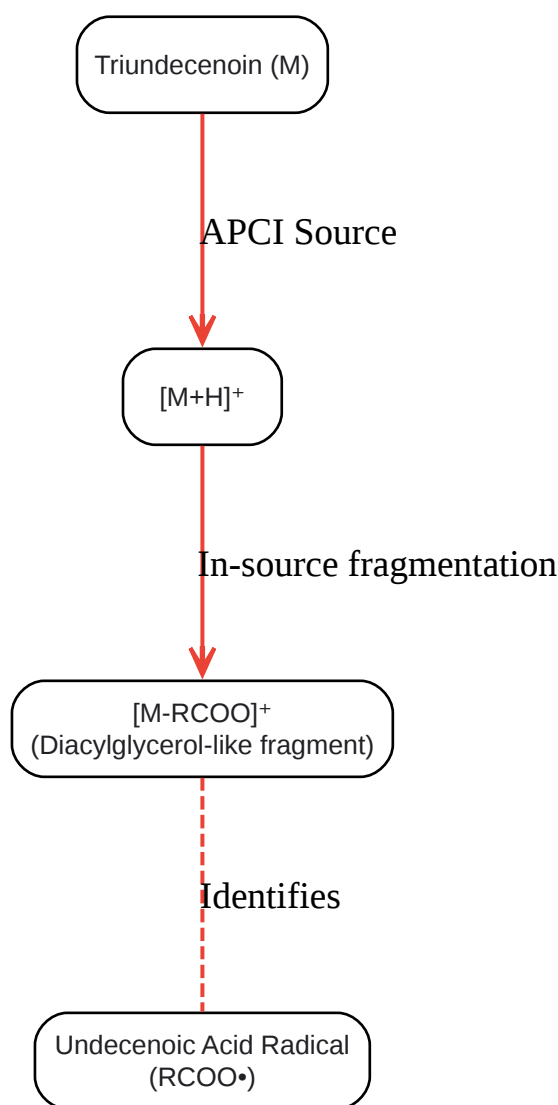 Triundecenoin (M)
APCI Source
[M+H]⁺
In-source fragmentation
[M-RCOO]⁺
(Diacylglycerol-like fragment)
Identifies
Undecenoic Acid Radical
(RCOO•)